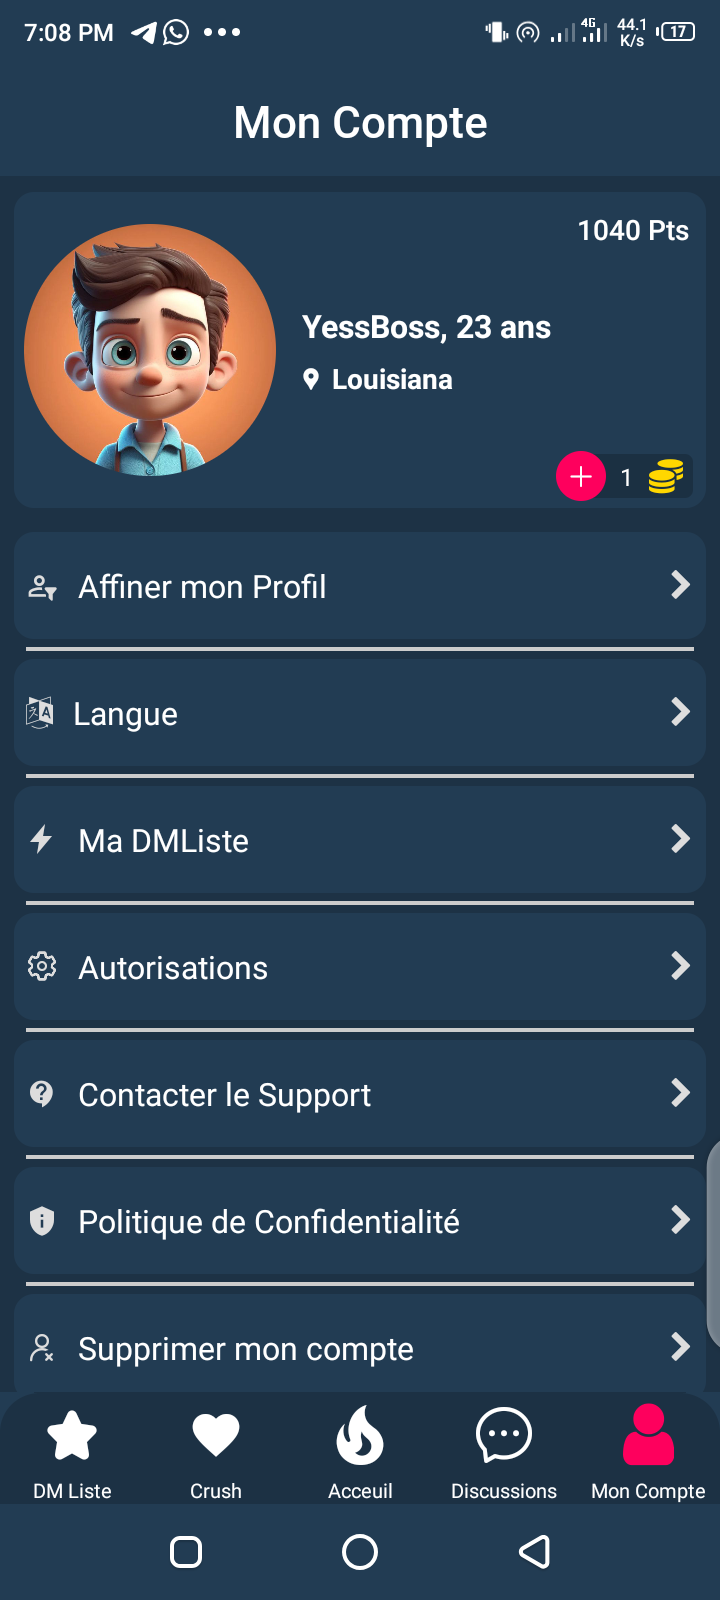 7:08 PM
4G
44.1
K/s
17
Mon Compte
1040 Pts
YessBoss, 23 ans
Louisiana
1
Affiner mon Profil
Langue
Ma DMListe
Autorisations
Contacter le Support
Politique de Confidentialité
Supprimer mon compte
DM Liste
Crush
Acceuil
Discussions
Mon Compte